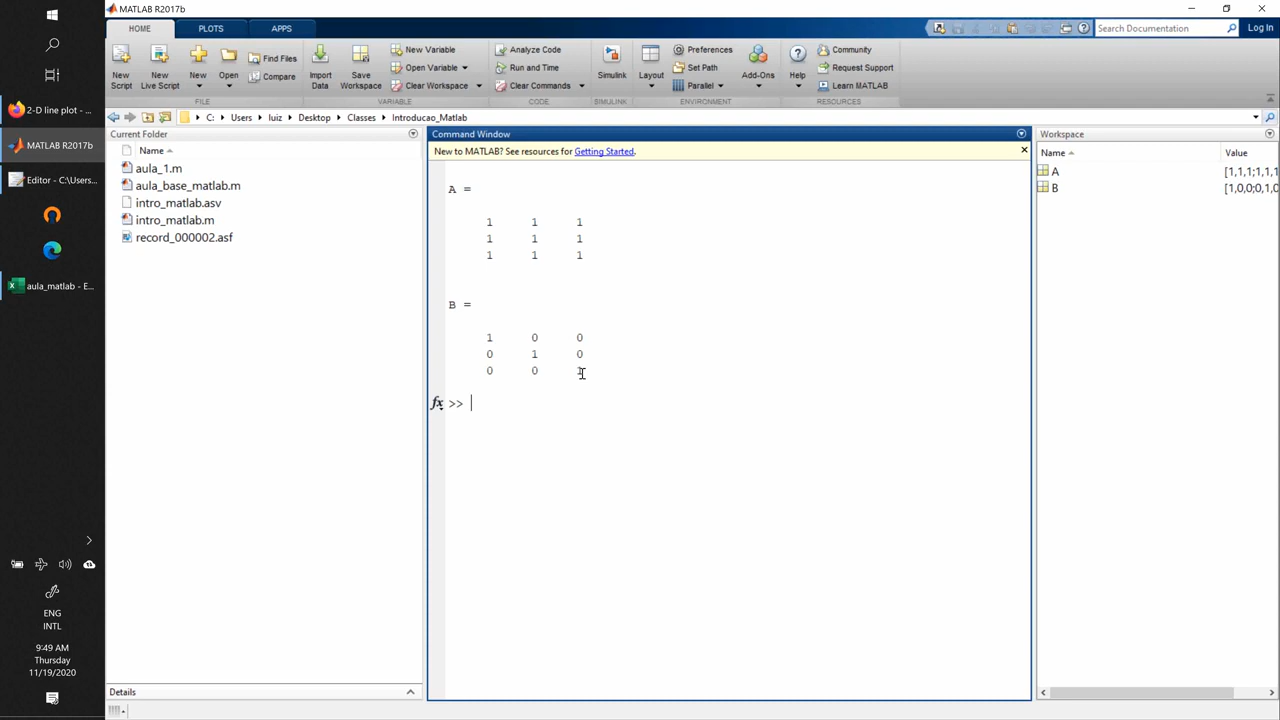 MATLAB R2017b
HOME PLOTS APPS
Search Documentation Log In
New Script
New Live Script
New
Open
Find Files
Compare
Import Data
Save Workspace
New Variable
Open Variable
Clear Workspace
Analyze Code
Run and Time
Clear Commands
Simulink
Layout
Preferences
Set Path
Parallel
Add-Ons
Help
Community
Request Support
Learn MATLAB
FILE VARIABLE CODE SIMULINK ENVIRONMENT RESOURCES
C: Users luiz Desktop Classes Introducao_Matlab
2-D line plot - ...
MATLAB R2017b
Editor - C:\Users...
aula_matlab - E...
ENG
INTL
9:49 AM
Thursday
11/19/2020
Current Folder
Name
aula_1.m
aula_base_matlab.m
intro_matlab.asv
intro_matlab.m
record_000002.asf
Details
Command Window
New to MATLAB? See resources for Getting Started.
A =
1 1 1
1 1 1
1 1 1
B =
1 0 0
0 1 0
0 0 1
fx >>
Workspace
Name Value
A [1,1,1;1,1,1
B [1,0,0;0,1,0